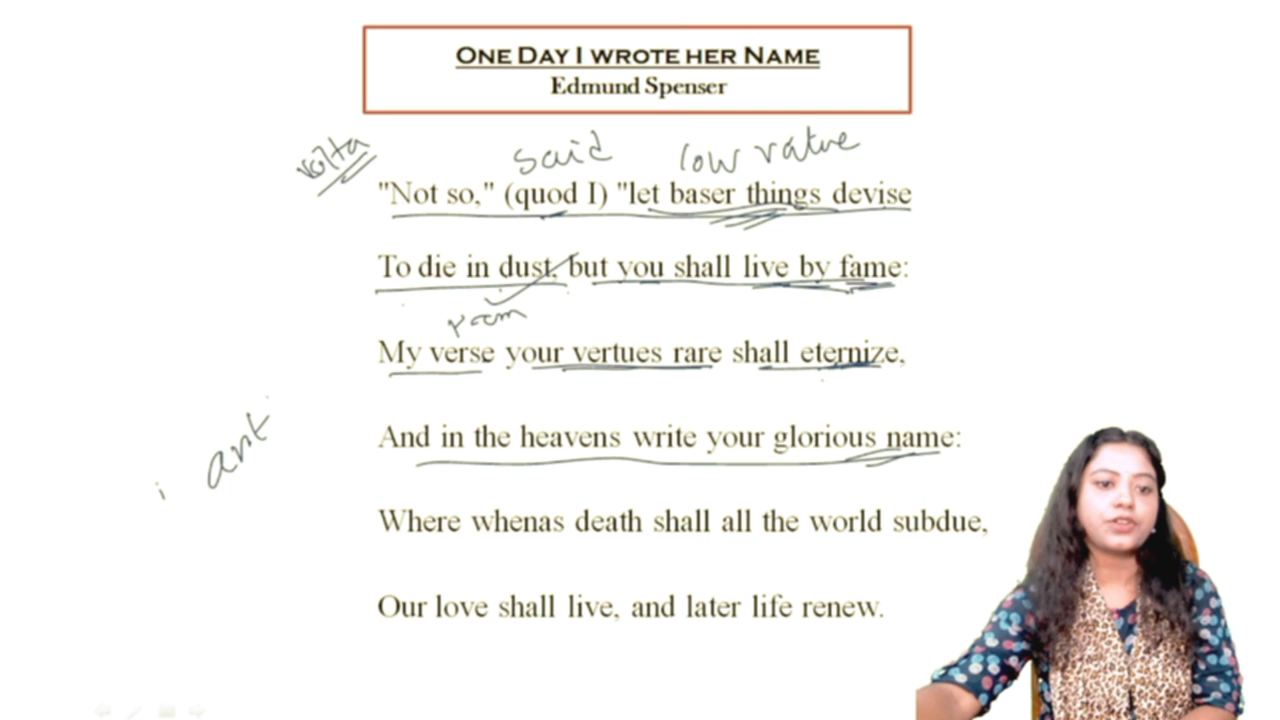 ONE DAY I WROTE HER NAME
Edmund Spenser
volta
said low value
"Not so," (quod I) "let baser things devise
To die in dust, but you shall live by fame:
poem
My verse your vertues rare shall eternize,
art
And in the heavens write your glorious name:
Where whenas death shall all the world subdue,
Our love shall live, and later life renew.